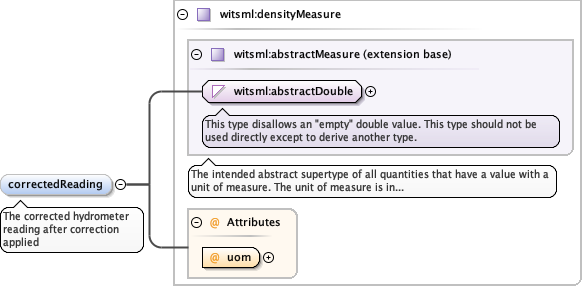 witsml:densityMeasure
witsml:abstractMeasure (extension base)
witsml:abstractDouble
This type disallows an "empty" double value. This type should not be
used directly except to derive another type.
The intended abstract supertype of all quantities that have a value with a
unit of measure. The unit of measure is in...
correctedReading
The corrected hydrometer
reading after correction
applied
@ Attributes
@ uom